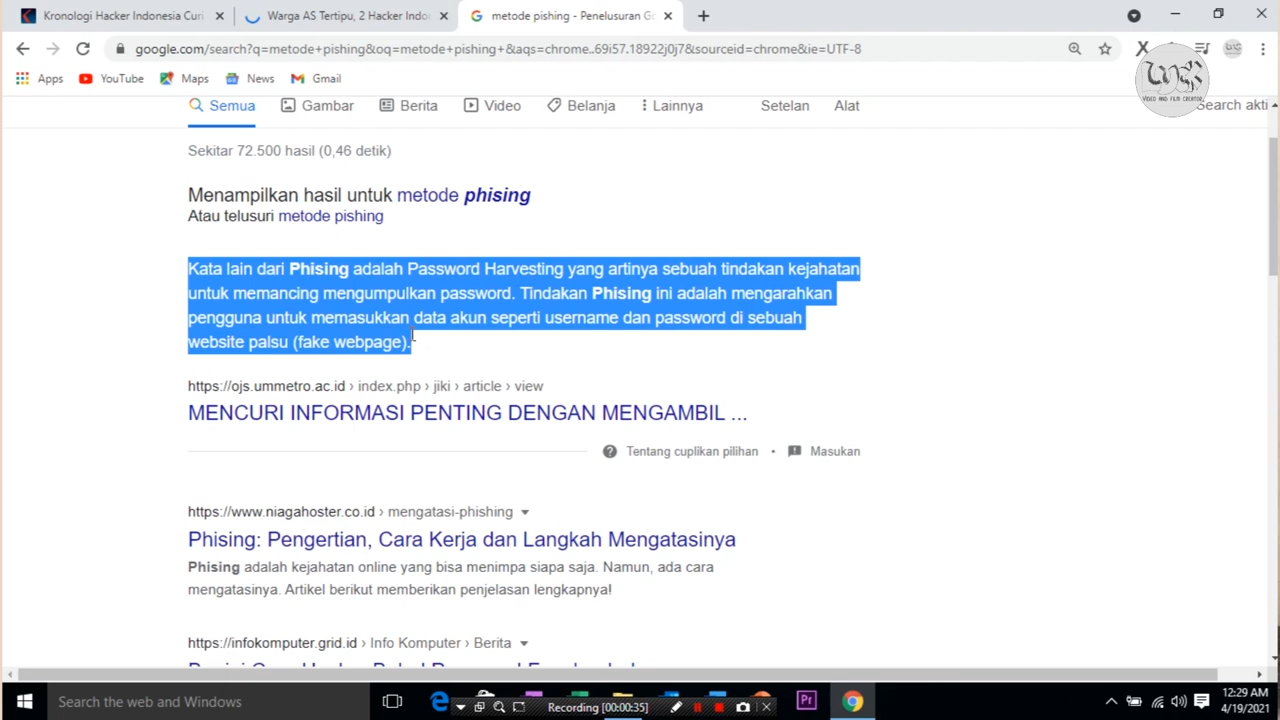 Kronologi Hacker Indonesia Curi
Warga AS Tertipu, 2 Hacker Indo
metode pishing - Penelusuran Go
google.com/search?q=metode+pishing&oq=metode+pishing+&aqs=chrome..69i57.18922j0j7&sourceid=chrome&ie=UTF-8
Apps YouTube Maps News Gmail
VIDEO AND FILM CREATOR
Semua Gambar Berita Video Belanja Lainnya Setelan Alat Search akti
Sekitar 72.500 hasil (0,46 detik)
Menampilkan hasil untuk metode phising
Atau telusuri metode pishing
Kata lain dari Phising adalah Password Harvesting yang artinya sebuah tindakan kejahatan
untuk memancing mengumpulkan password. Tindakan Phising ini adalah mengarahkan
pengguna untuk memasukkan data akun seperti username dan password di sebuah
website palsu (fake webpage).
https://ojs.ummetro.ac.id › index.php › jiki › article › view
MENCURI INFORMASI PENTING DENGAN MENGAMBIL ...
Tentang cuplikan pilihan • Masukan
https://www.niagahoster.co.id › mengatasi-phishing
Phising: Pengertian, Cara Kerja dan Langkah Mengatasinya
Phising adalah kejahatan online yang bisa menimpa siapa saja. Namun, ada cara
mengatasinya. Artikel berikut memberikan penjelasan lengkapnya!
https://infokomputer.grid.id › Info Komputer › Berita
Search the web and Windows
Recording [00:00:35]
Pr
12:29 AM
4/19/2021